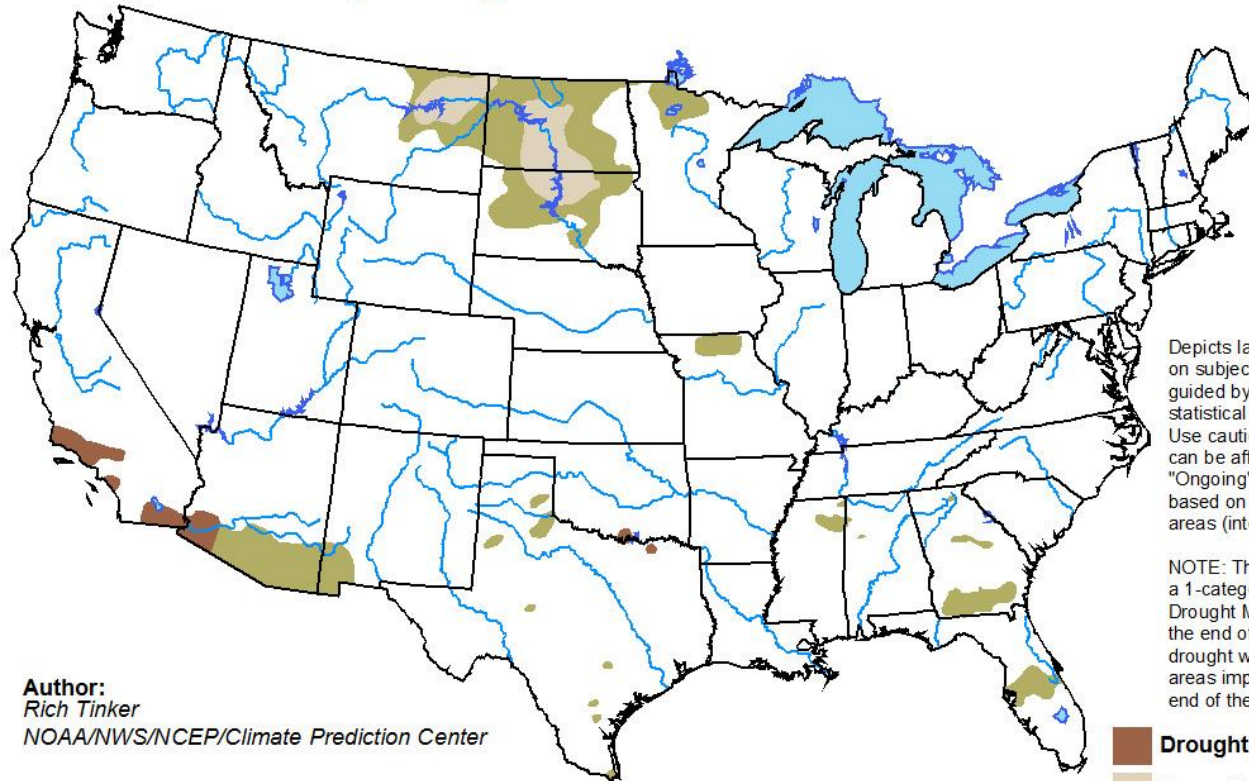 Depicts la
on subjec
guided by
statistical
Use cauti
can be aff
"Ongoing"
based on
areas (inte
NOTE: Th
a 1-catego
Drought M
the end of
drought w
areas imp
end of the
Author:
Rich Tinker
NOAA/NWS/NCEP/Climate Prediction Center
Drought